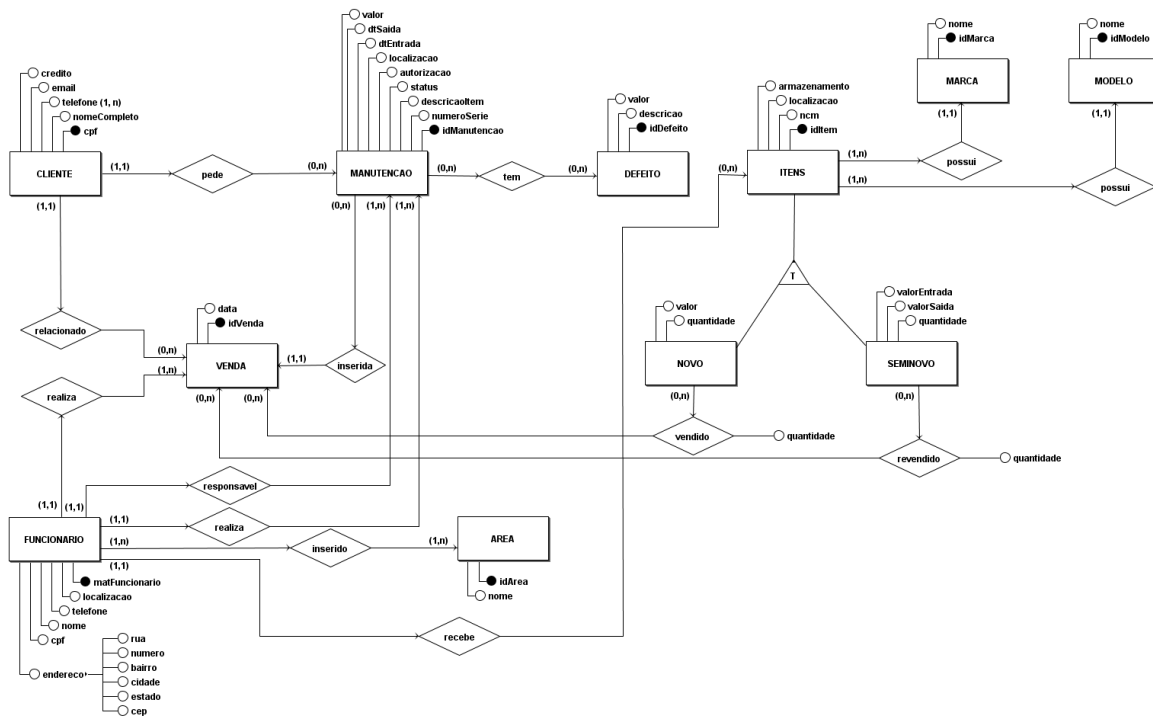 valor
dtSaida
dtEntrada
localizacao
autorizacao
status
descricaoItem
numeroSerie
idManutencao
nome
idMarca
MARCA
(1,1)
nome
idModelo
MODELO
(1,1)
credito
email
telefone (1, n)
nomeCompleto
cpf
CLIENTE
(1,1)
pede
(0,n)
MANUTENCAO
(0,n)
tem
(0,n)
valor
descricao
idDefeito
DEFEITO
armazenamento
localizacao
ncm
idItem
(0,n)
ITENS
(1,n)
possui
(1,n)
possui
(1,1)
(0,n)
(1,n)
(1,n)
T
relacionado
(0,n)
data
idVenda
VENDA
(1,1)
inserida
valor
quantidade
NOVO
valorEntrada
valorSaida
quantidade
SEMINOVO
realiza
(1,n)
(0,n)
(0,n)
(0,n)
(0,n)
vendido
quantidade
revendido
quantidade
responsavel
(1,1)
(1,1)
FUNCIONARIO
(1,1)
realiza
(1,n)
inserido
(1,n)
AREA
(1,1)
idArea
nome
matFuncionario
localizacao
telefone
nome
cpf
endereco
rua
numero
bairro
cidade
estado
cep
recebe